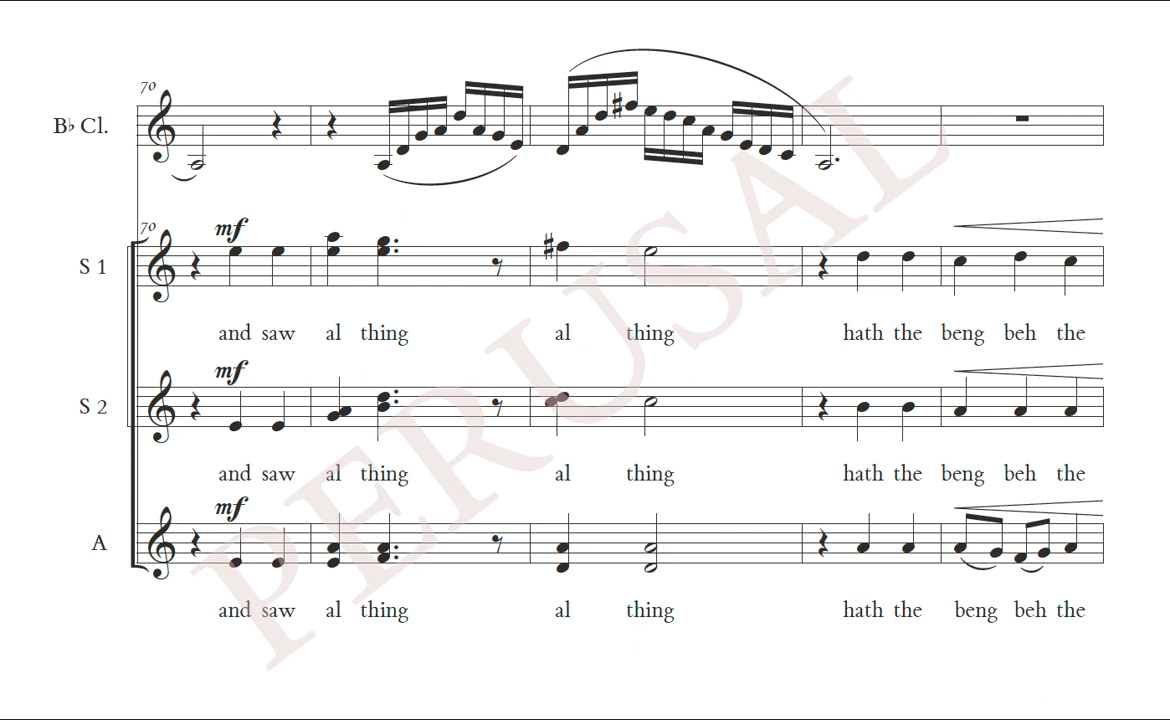 70
B♭ Cl.
70
mf
S 1
and saw al thing al thing hath the beng beh the
mf
S 2
and saw al thing al thing hath the beng beh the
mf
A
and saw al thing al thing hath the beng beh the
PERUSAL